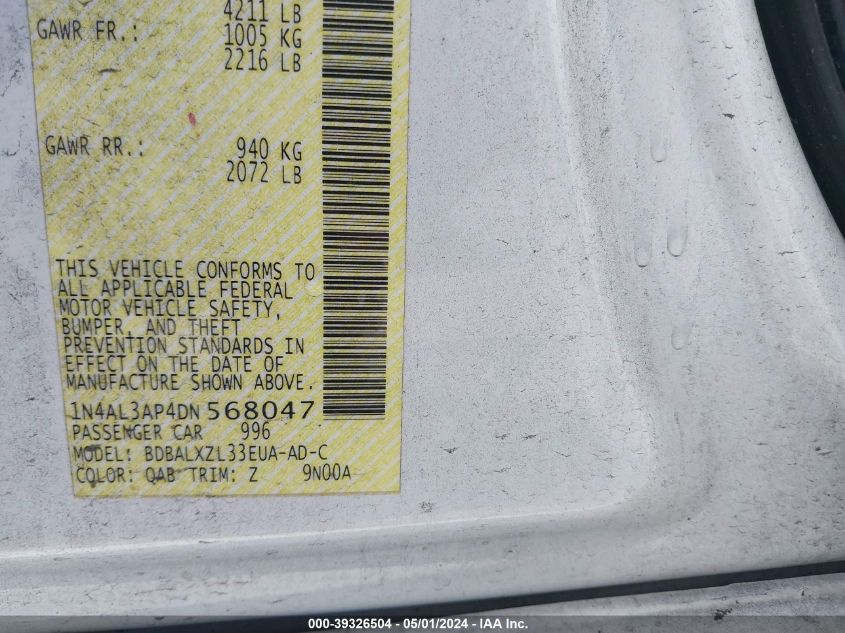 4211 LB
GAWR FR.: 1005 KG
2216 LB
GAWR RR.: 940 KG
2072 LB
THIS VEHICLE CONFORMS TO
ALL APPLICABLE FEDERAL
MOTOR VEHICLE SAFETY,
BUMPER, AND THEFT
PREVENTION STANDARDS IN
EFFECT ON THE DATE OF
MANUFACTURE SHOWN ABOVE.
1N4AL3AP4DN 568047
PASSENGER CAR 996
MODEL: BDBALXZL33EUA-AD-C
COLOR: QAB TRIM: Z 9N00A
000-39326504 - 05/01/2024 - IAA Inc.